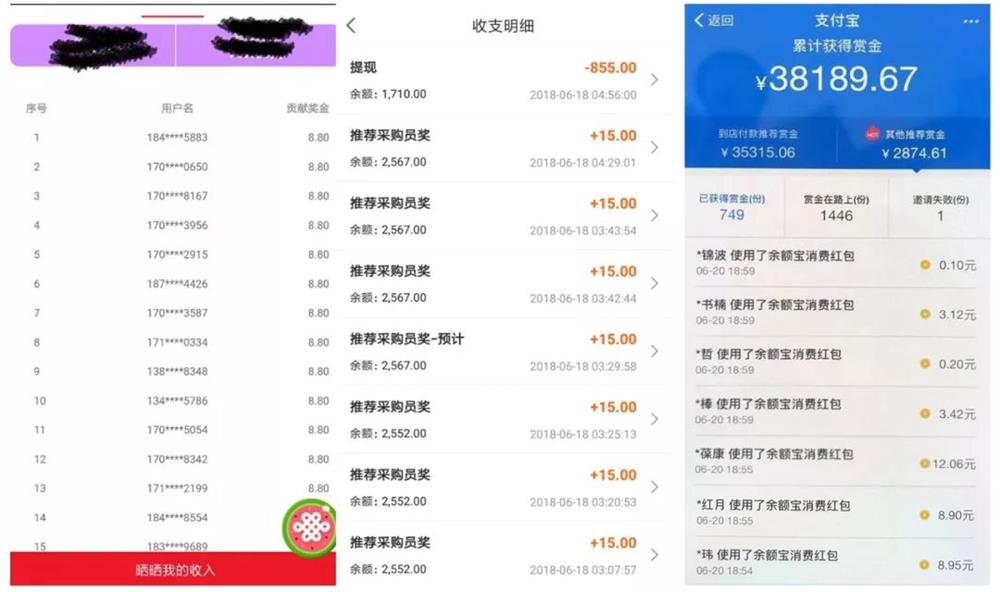 序号 用户名 贡献奖金
1 184****5883 8.80
2 170****0650 8.80
3 170****8167 8.80
4 170****3956 8.80
5 170****2915 8.80
6 187****4426 8.80
7 170****3587 8.80
8 171****0334 8.80
9 138****8348 8.80
10 134****5786 8.80
11 170****5054 8.80
12 170****8342 8.80
13 171****2199 8.80
14 184****8554
15 183****9689
晒晒我的收入
收支明细
提现 -855.00
余额: 1,710.00 2018-06-18 04:56:00
推荐采购员奖 +15.00
余额: 2,567.00 2018-06-18 04:29:01
推荐采购员奖 +15.00
余额: 2,567.00 2018-06-18 03:43:54
推荐采购员奖 +15.00
余额: 2,567.00 2018-06-18 03:42:44
推荐采购员奖-预计 +15.00
余额: 2,567.00 2018-06-18 03:29:58
推荐采购员奖 +15.00
余额: 2,552.00 2018-06-18 03:25:13
推荐采购员奖 +15.00
余额: 2,552.00 2018-06-18 03:20:53
推荐采购员奖 +15.00
余额: 2,552.00 2018-06-18 03:07:57
返回 支付宝 •••
累计获得赏金
¥38189.67
到店付款推荐赏金 HOT 其他推荐赏金
¥ 35315.06 ¥ 2874.61
已获得赏金(份) 赏金在路上(份) 邀请失败(份)
749 1446 1
*锦波 使用了余额宝消费红包
06-20 18:59 0.10元
*书楠 使用了余额宝消费红包
06-20 18:59 3.12元
*哲 使用了余额宝消费红包
06-20 18:59 0.20元
*棒 使用了余额宝消费红包
06-20 18:59 3.42元
*葆康 使用了余额宝消费红包
06-20 18:55 12.06元
*红月 使用了余额宝消费红包
06-20 18:55 8.90元
*玮 使用了余额宝消费红包
06-20 18:54 8.95元